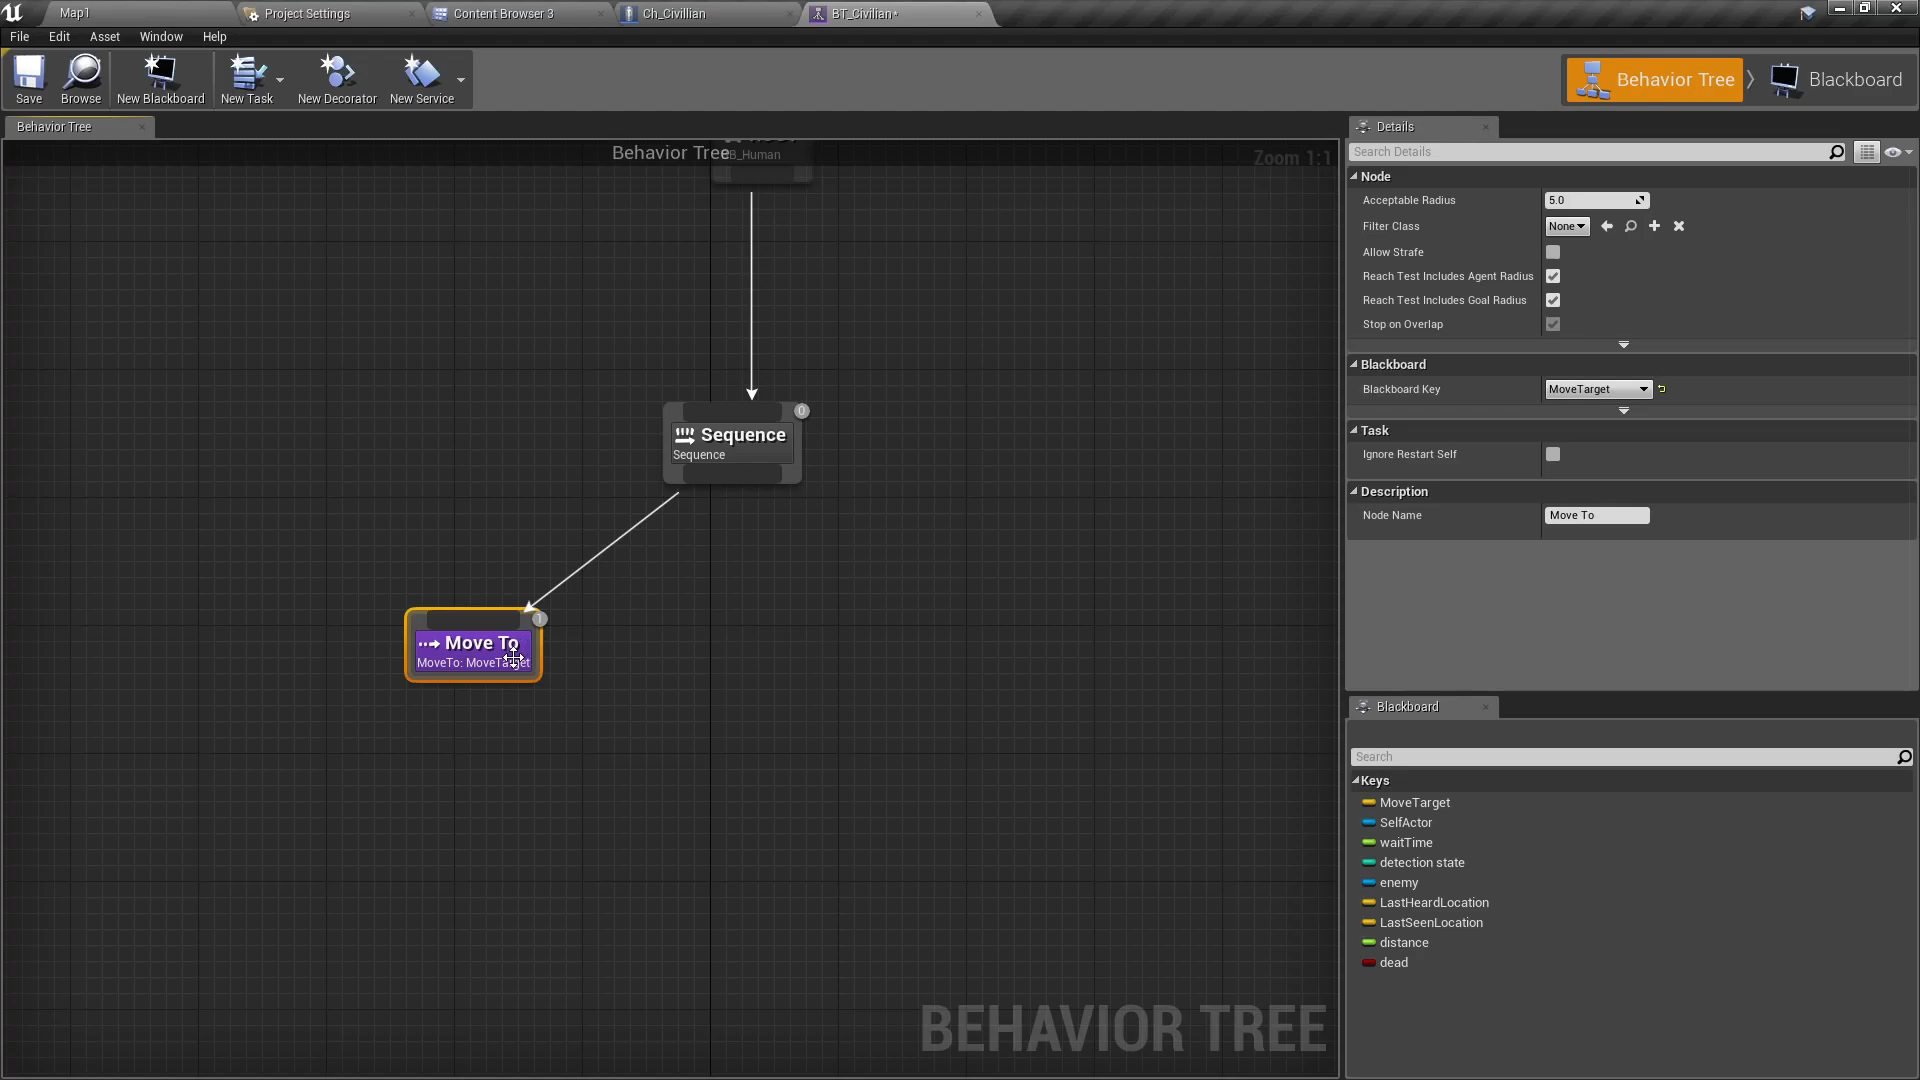 Map1
Project Settings
Content Browser 3
Ch_Civillian
BT_Civilian*
File
Edit
Asset
Window
Help
Save
Browse
New Blackboard
New Task
New Decorator
New Service
Behavior Tree
Blackboard
Behavior Tree
Behavior Tree
B_Human
Zoom 1:1
0
Sequence
Sequence
1
Move To
MoveTo: MoveTarget
BEHAVIOR TREE
Details
Search Details
Node
Acceptable Radius
5.0
Filter Class
None
Allow Strafe
Reach Test Includes Agent Radius
Reach Test Includes Goal Radius
Stop on Overlap
Blackboard
Blackboard Key
MoveTarget
Task
Ignore Restart Self
Description
Node Name
Move To
Blackboard
Search
Keys
MoveTarget
SelfActor
waitTime
detection state
enemy
LastHeardLocation
LastSeenLocation
distance
dead